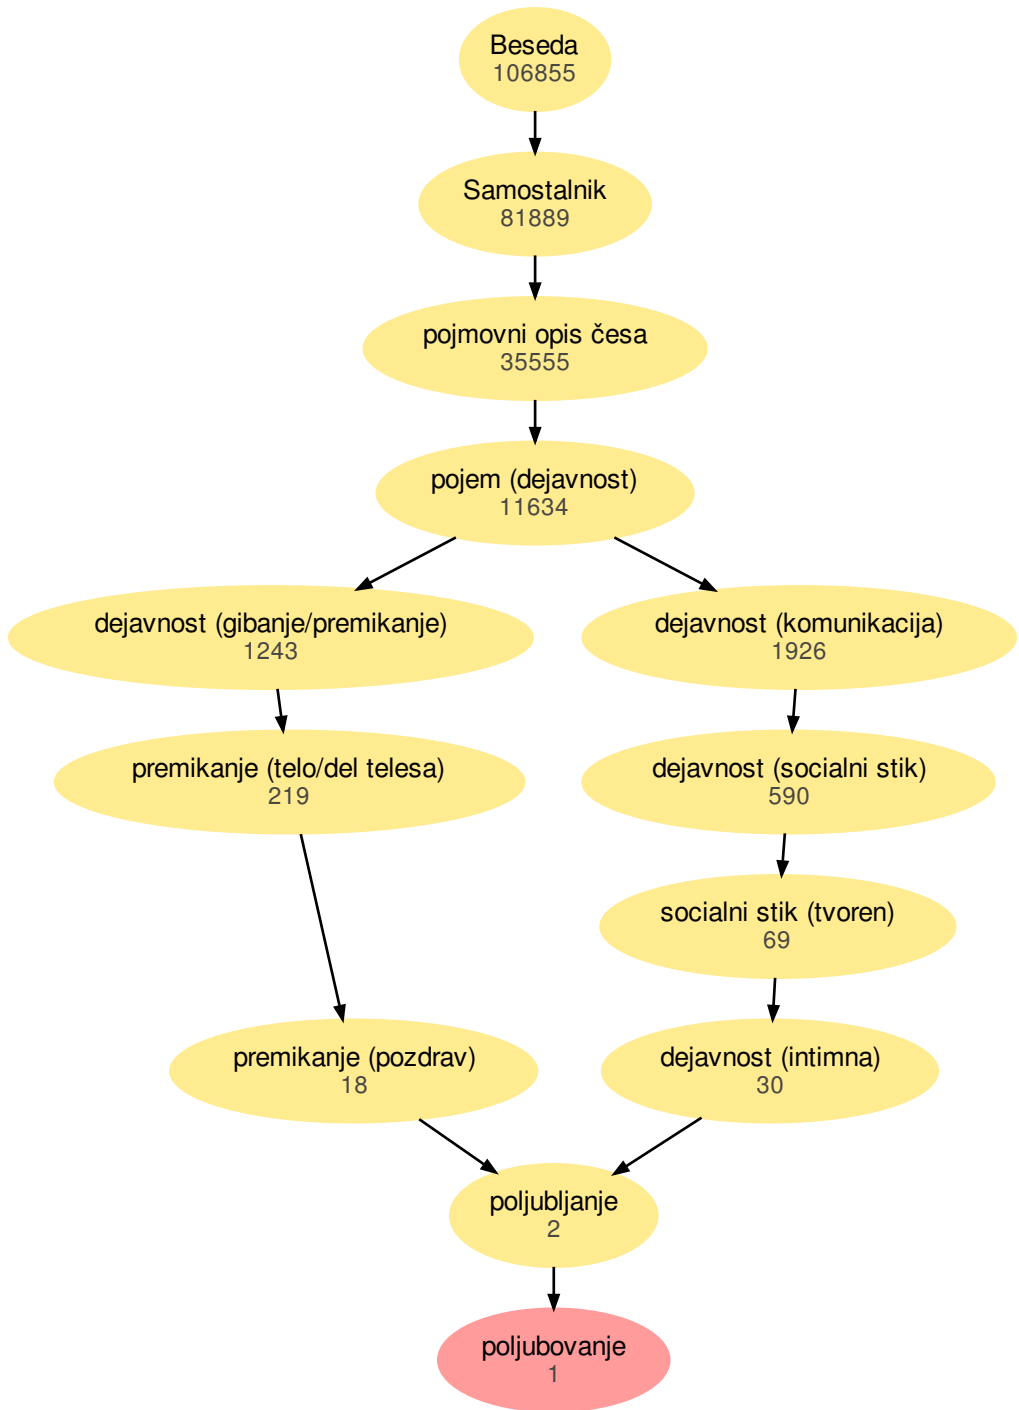 Beseda
106855
Samostalnik
81889
pojmovni opis česa
35555
pojem (dejavnost)
11634
dejavnost (gibanje/premikanje)
1243
dejavnost (komunikacija)
1926
premikanje (telo/del telesa)
219
dejavnost (socialni stik)
590
socialni stik (tvoren)
69
premikanje (pozdrav)
18
dejavnost (intimna)
30
poljubljanje
2
poljubovanje
1